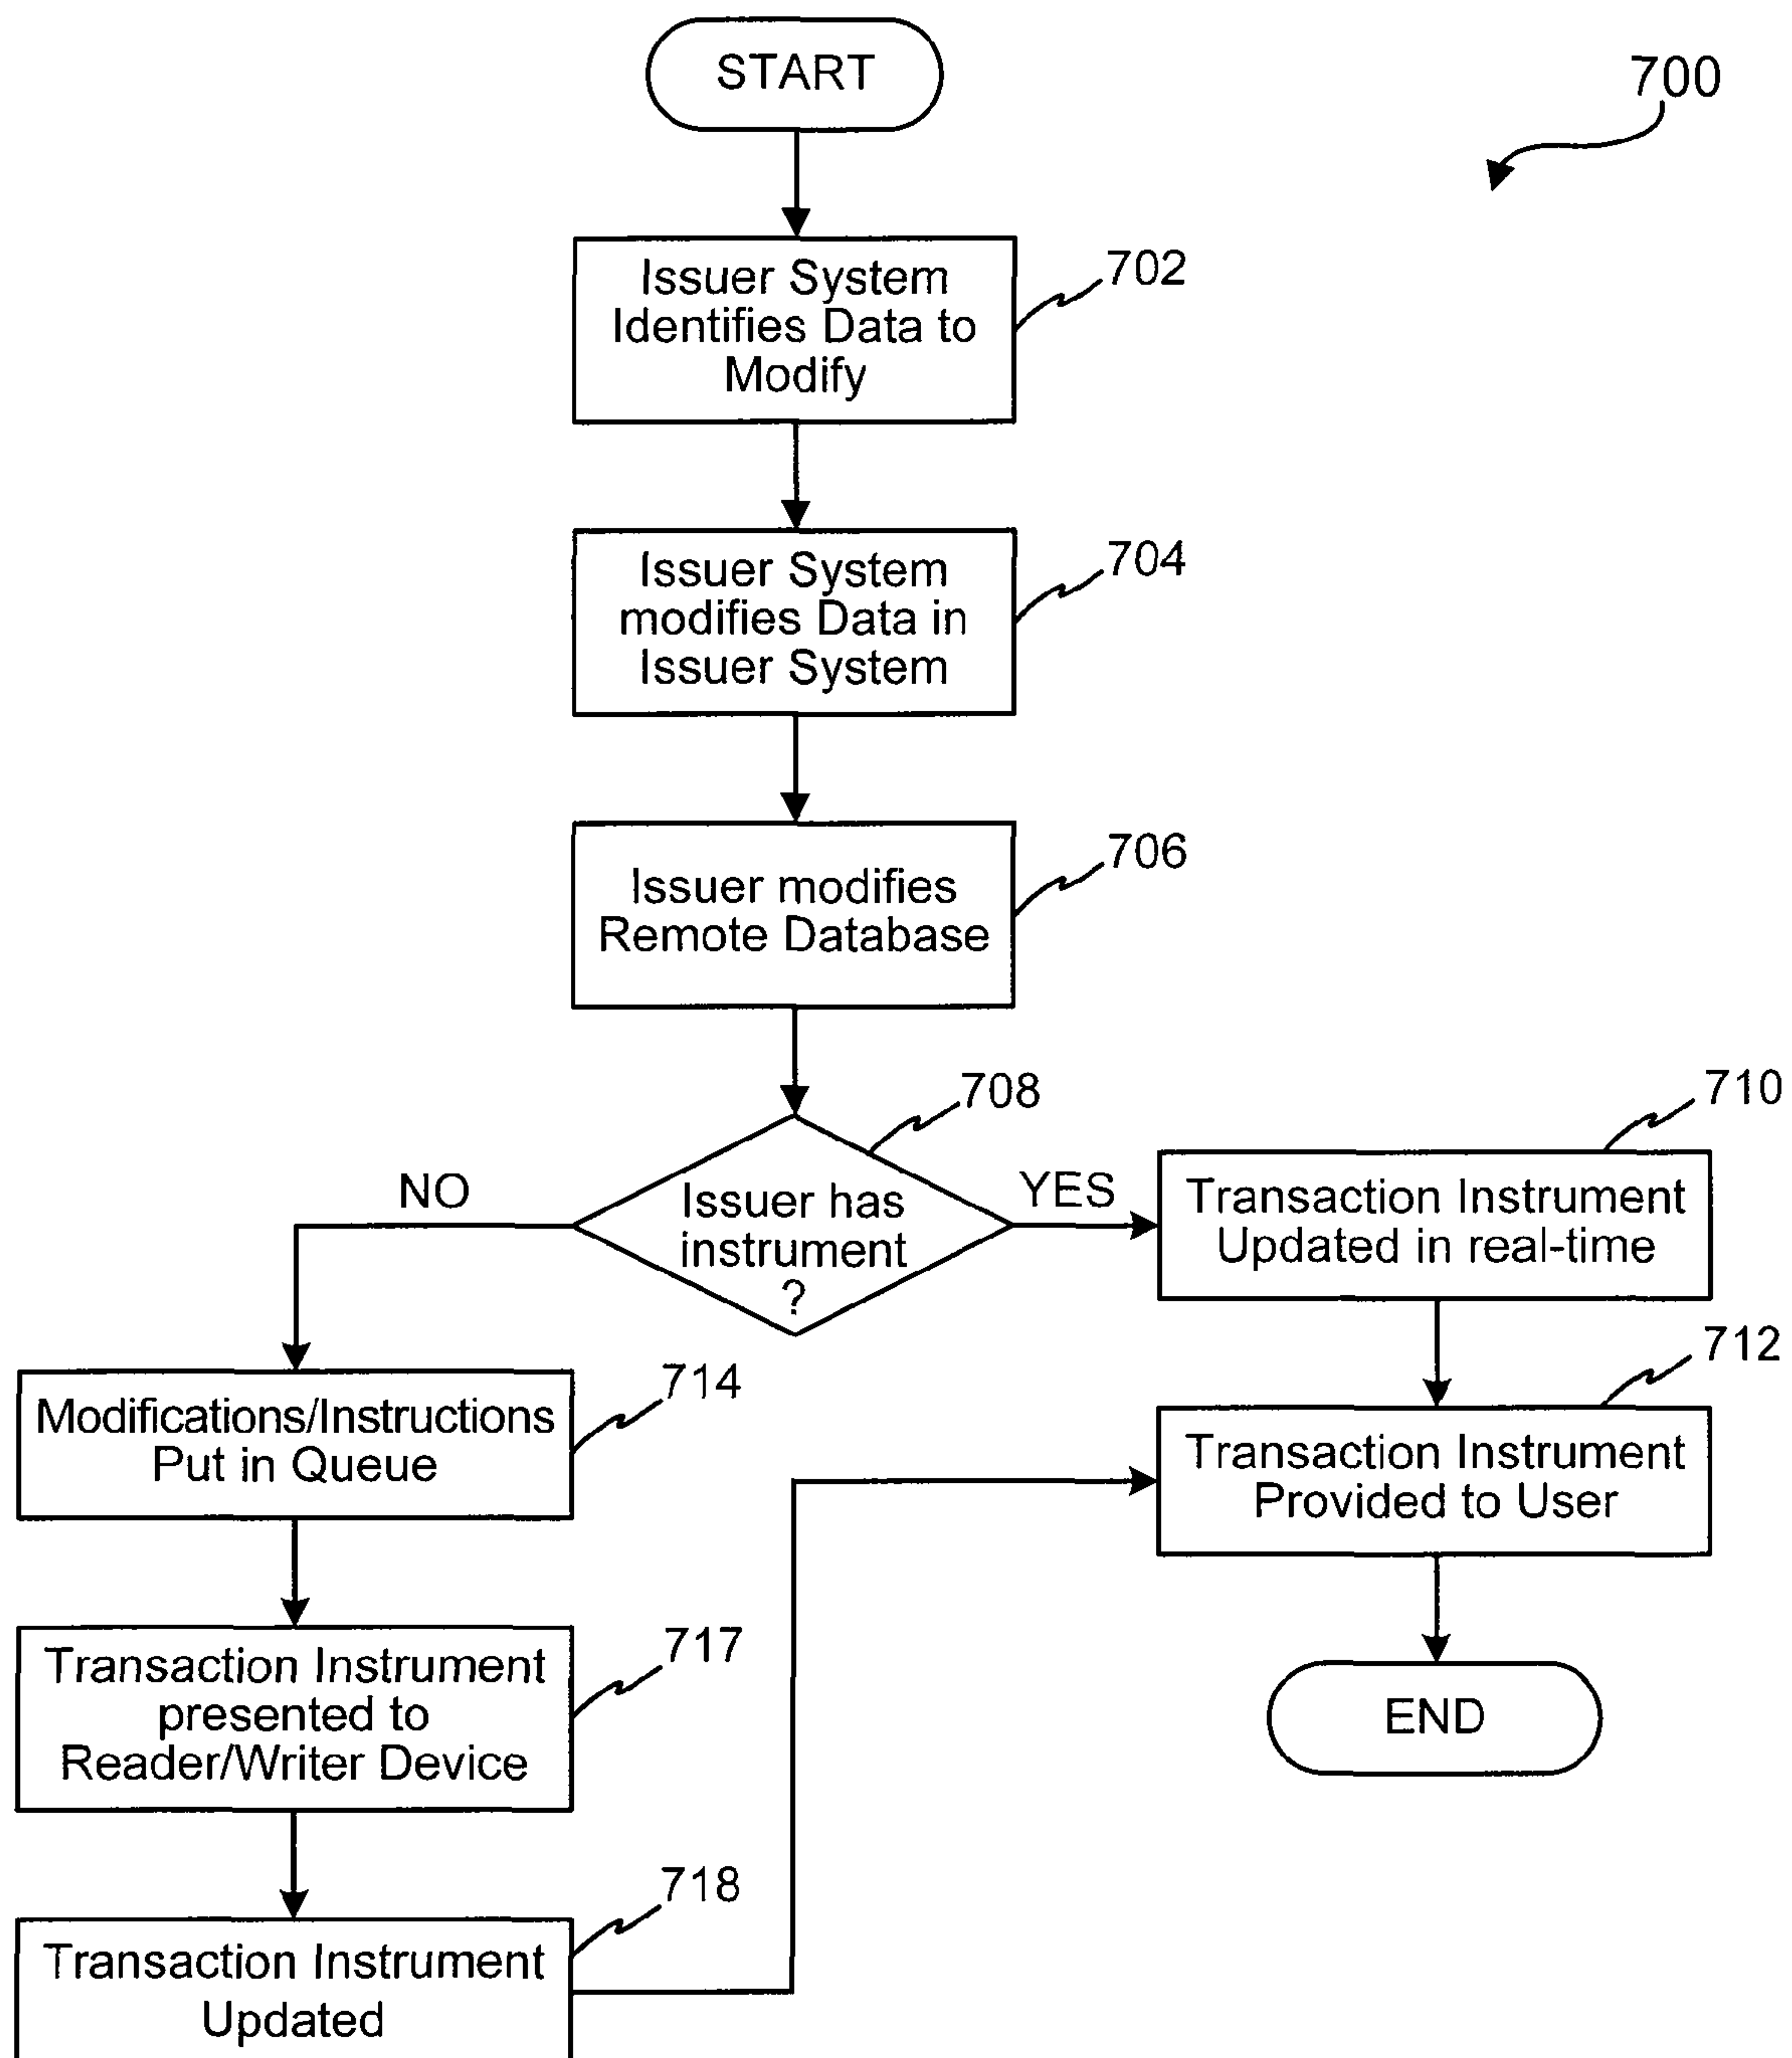 START
700
Issuer System
Identifies Data to
Modify
702
Issuer System
modifies Data in
Issuer System
704
Issuer modifies
Remote Database
706
708
Issuer has
instrument
?
NO
YES
710
Transaction Instrument
Updated in real-time
712
Transaction Instrument
Provided to User
END
714
Modifications/Instructions
Put in Queue
717
Transaction Instrument
presented to
Reader/Writer Device
718
Transaction Instrument
Updated